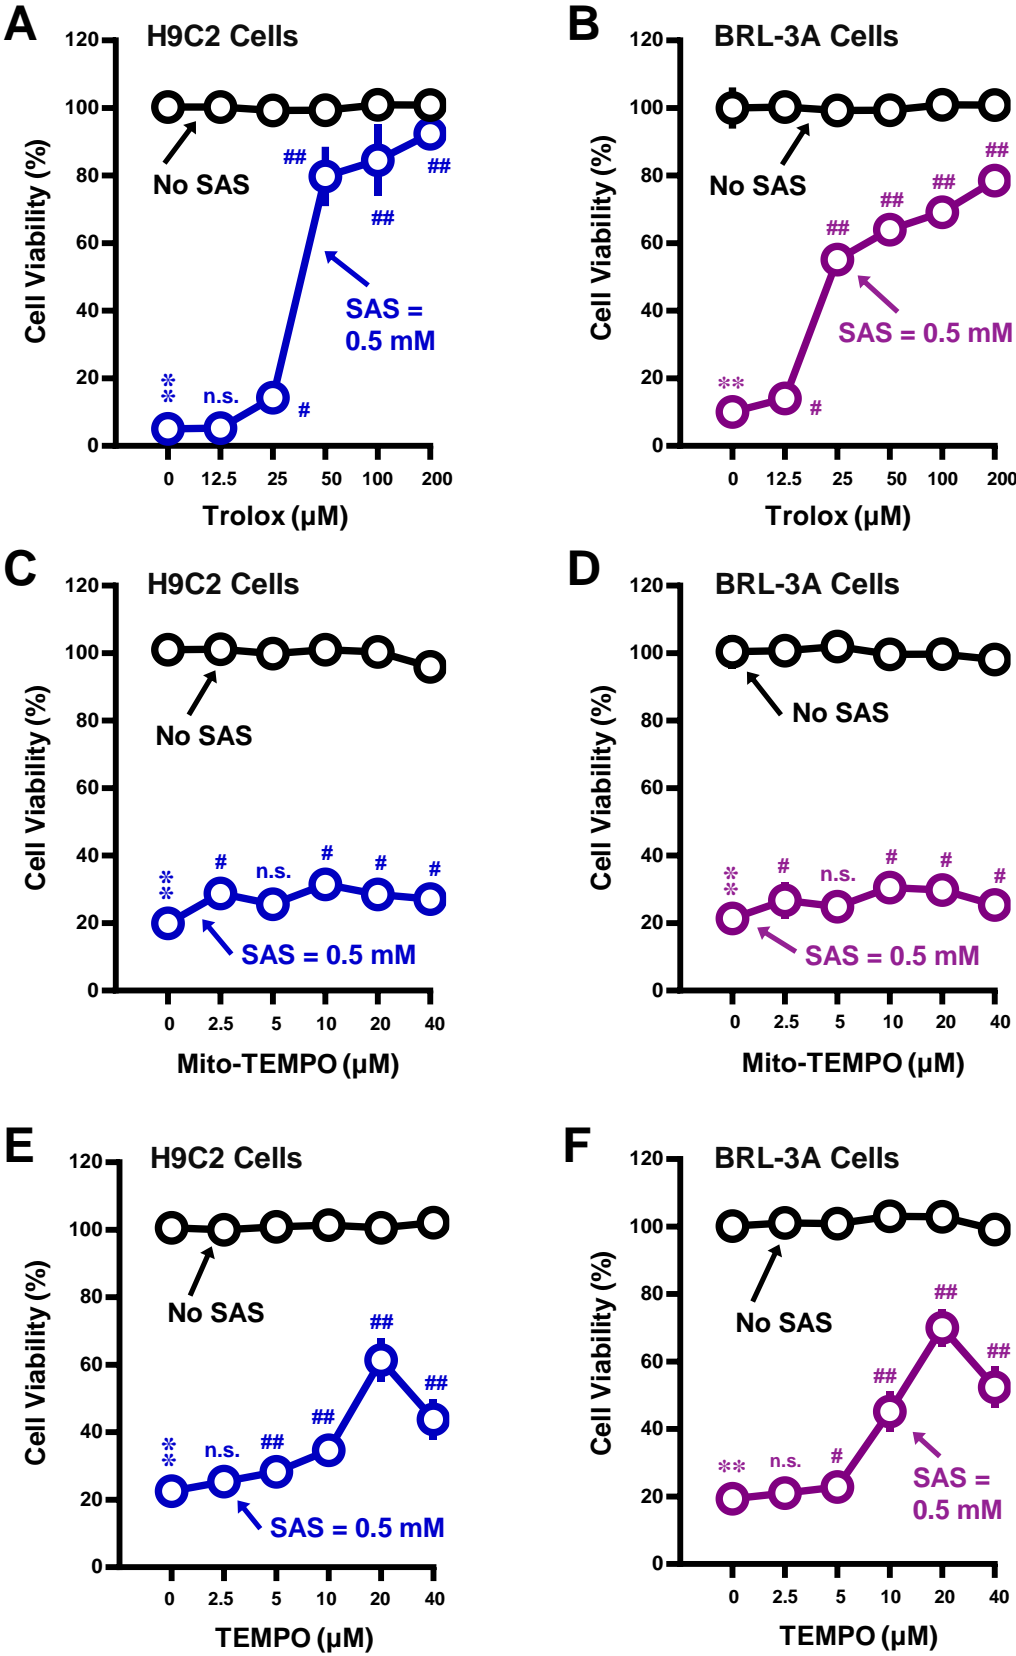 A
H9C2 Cells
120
100
80
60
40
20
0
Cell Viability (%)
No SAS
##
##
##
SAS =
0.5 mM
**
n.s.
#
0 12.5 25 50 100 200
Trolox (µM)
B
BRL-3A Cells
120
100
80
60
40
20
0
Cell Viability (%)
No SAS
##
##
##
##
SAS = 0.5 mM
**
#
0 12.5 25 50 100 200
Trolox (µM)
C
H9C2 Cells
120
100
80
60
40
20
0
Cell Viability (%)
No SAS
**
#
n.s.
#
#
#
SAS = 0.5 mM
0 2.5 5 10 20 40
Mito-TEMPO (µM)
D
BRL-3A Cells
120
100
80
60
40
20
0
Cell Viability (%)
No SAS
**
#
n.s.
#
#
#
SAS = 0.5 mM
0 2.5 5 10 20 40
Mito-TEMPO (µM)
E
H9C2 Cells
120
100
80
60
40
20
0
Cell Viability (%)
No SAS
**
n.s.
##
##
##
##
SAS = 0.5 mM
0 2.5 5 10 20 40
TEMPO (µM)
F
BRL-3A Cells
120
100
80
60
40
20
0
Cell Viability (%)
No SAS
**
n.s.
#
##
##
##
SAS =
0.5 mM
0 2.5 5 10 20 40
TEMPO (µM)